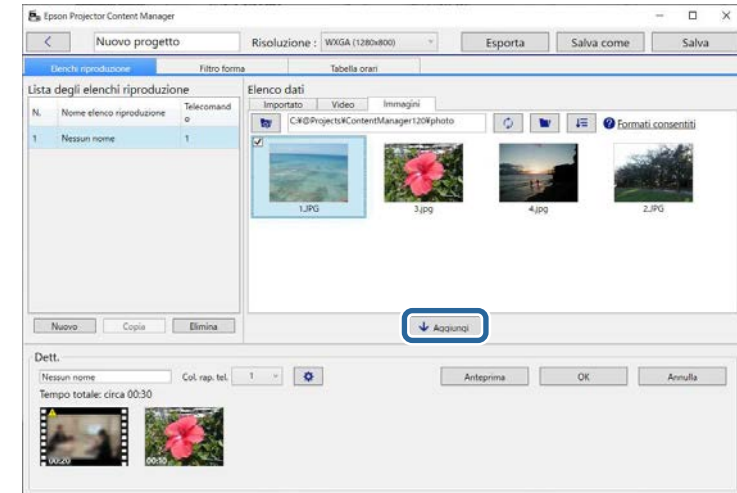 Epson Projector Content Manager
Nuovo progetto
Risoluzione : WXGA (1280x800)
Esporta
Salva come
Salva
Elenchi riproduzione
Filtro forma
Tabella orari
Lista degli elenchi riproduzione
N. Nome elenco riproduzione Telecomand
o
1 Nessun nome 1
Nuovo
Copia
Elimina
Elenco dati
Importato
Video
Immagini
C:¥@Projects¥ContentManager120¥photo
Formati consentiti
1.JPG
3.jpg
4.jpg
2.JPG
Aggiungi
Dett.
Nessun nome
Col. rap. tel.
1
Anteprima
OK
Annulla
Tempo totale: circa 00:30
00:20
00:10